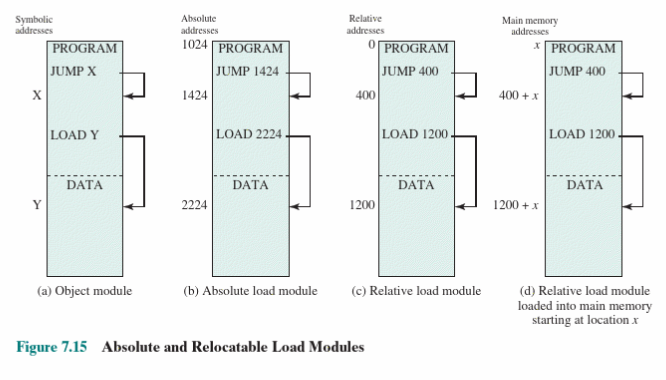 Symbolic
addresses
PROGRAM
JUMP X
X
LOAD Y
DATA
Y
(a) Object module
Absolute
addresses
1024
PROGRAM
JUMP 1424
1424
LOAD 2224
DATA
2224
(b) Absolute load module
Relative
addresses
0
PROGRAM
JUMP 400
400
LOAD 1200
DATA
1200
(c) Relative load module
Main memory
addresses
x
PROGRAM
JUMP 400
400 + x
LOAD 1200
DATA
1200 + x
(d) Relative load module
loaded into main memory
starting at location x
Figure 7.15 Absolute and Relocatable Load Modules